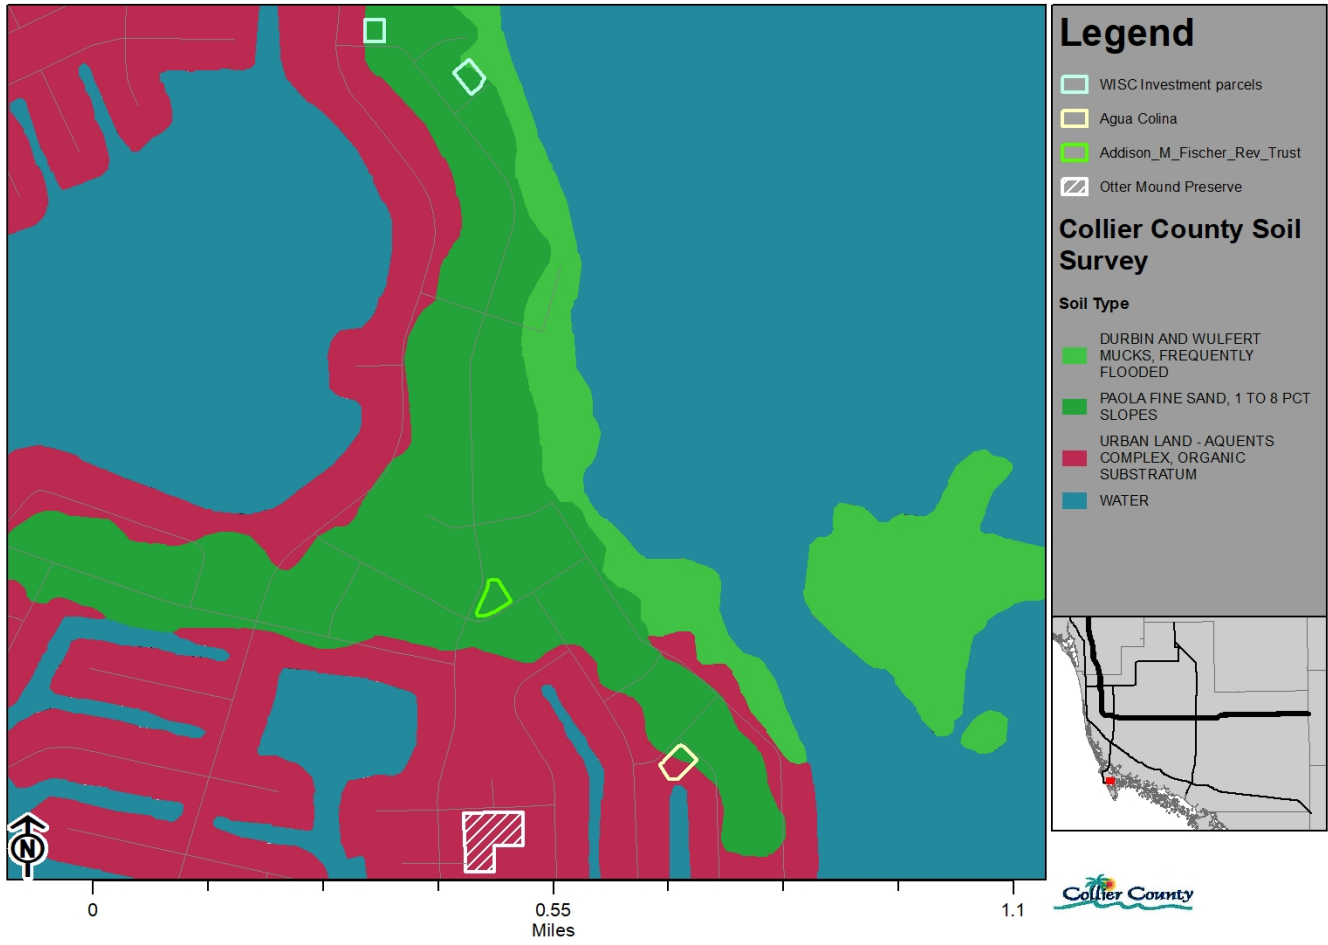 Legend
WISC Investment parcels
Agua Colina
Addison_M_Fischer_Rev_Trust
Otter Mound Preserve
Collier County Soil
Survey
Soil Type
DURBIN AND WULFERT
MUCKS, FREQUENTLY
FLOODED
PAOLA FINE SAND, 1 TO 8 PCT
SLOPES
URBAN LAND - AQUENTS
COMPLEX, ORGANIC
SUBSTRATUM
WATER
N
0
0.55
1.1
Miles
Collier County